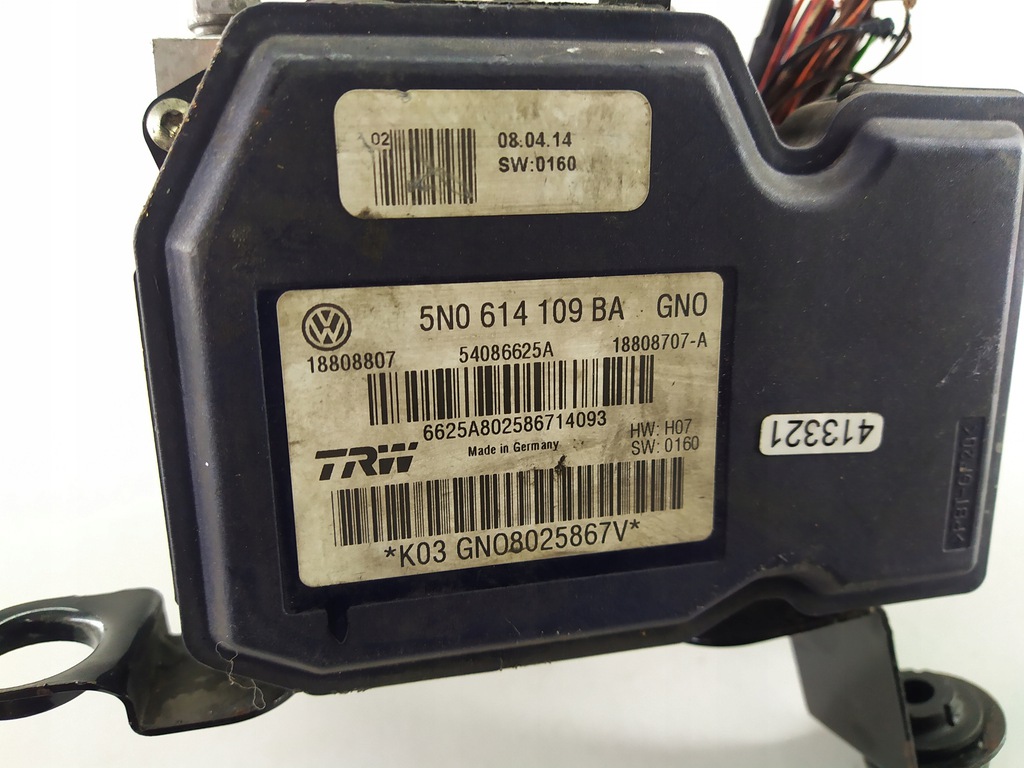 02
08.04.14
SW:0160
5N0 614 109 BA GNO
18808807 54086625A 18808707-A
6625A802586714093
TRW Made in Germany HW: H07
SW: 0160
*K03 GNO8025867V*
413321